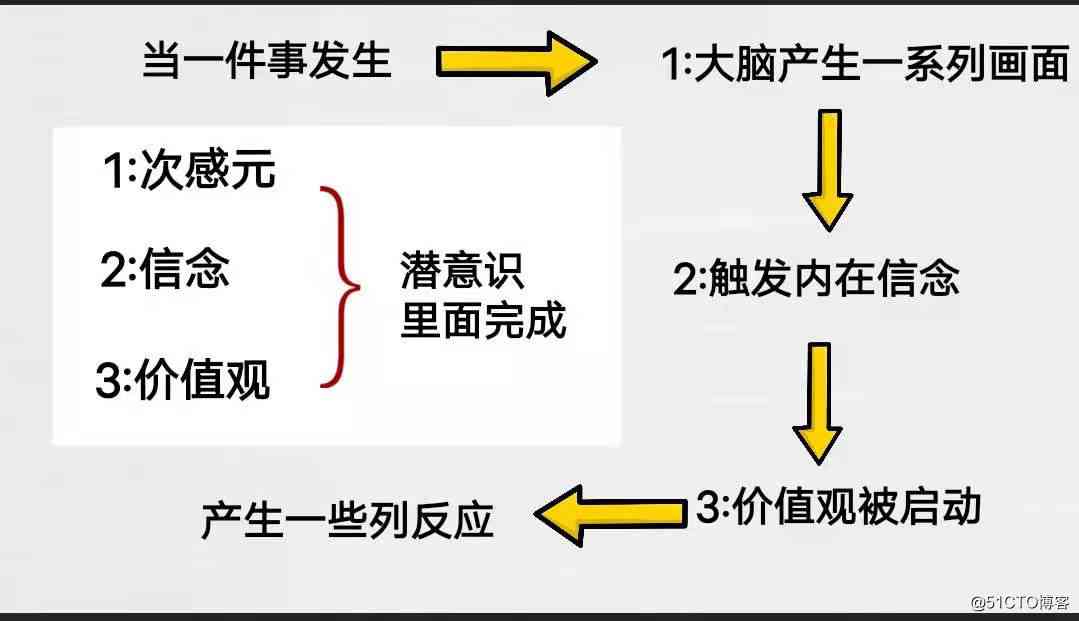 当一件事发生
1:大脑产生一系列画面
1:次感元
2:信念
3:价值观
潜意识
里面完成
2:触发内在信念
3:价值观被启动
产生一些列反应
@51CTO博客